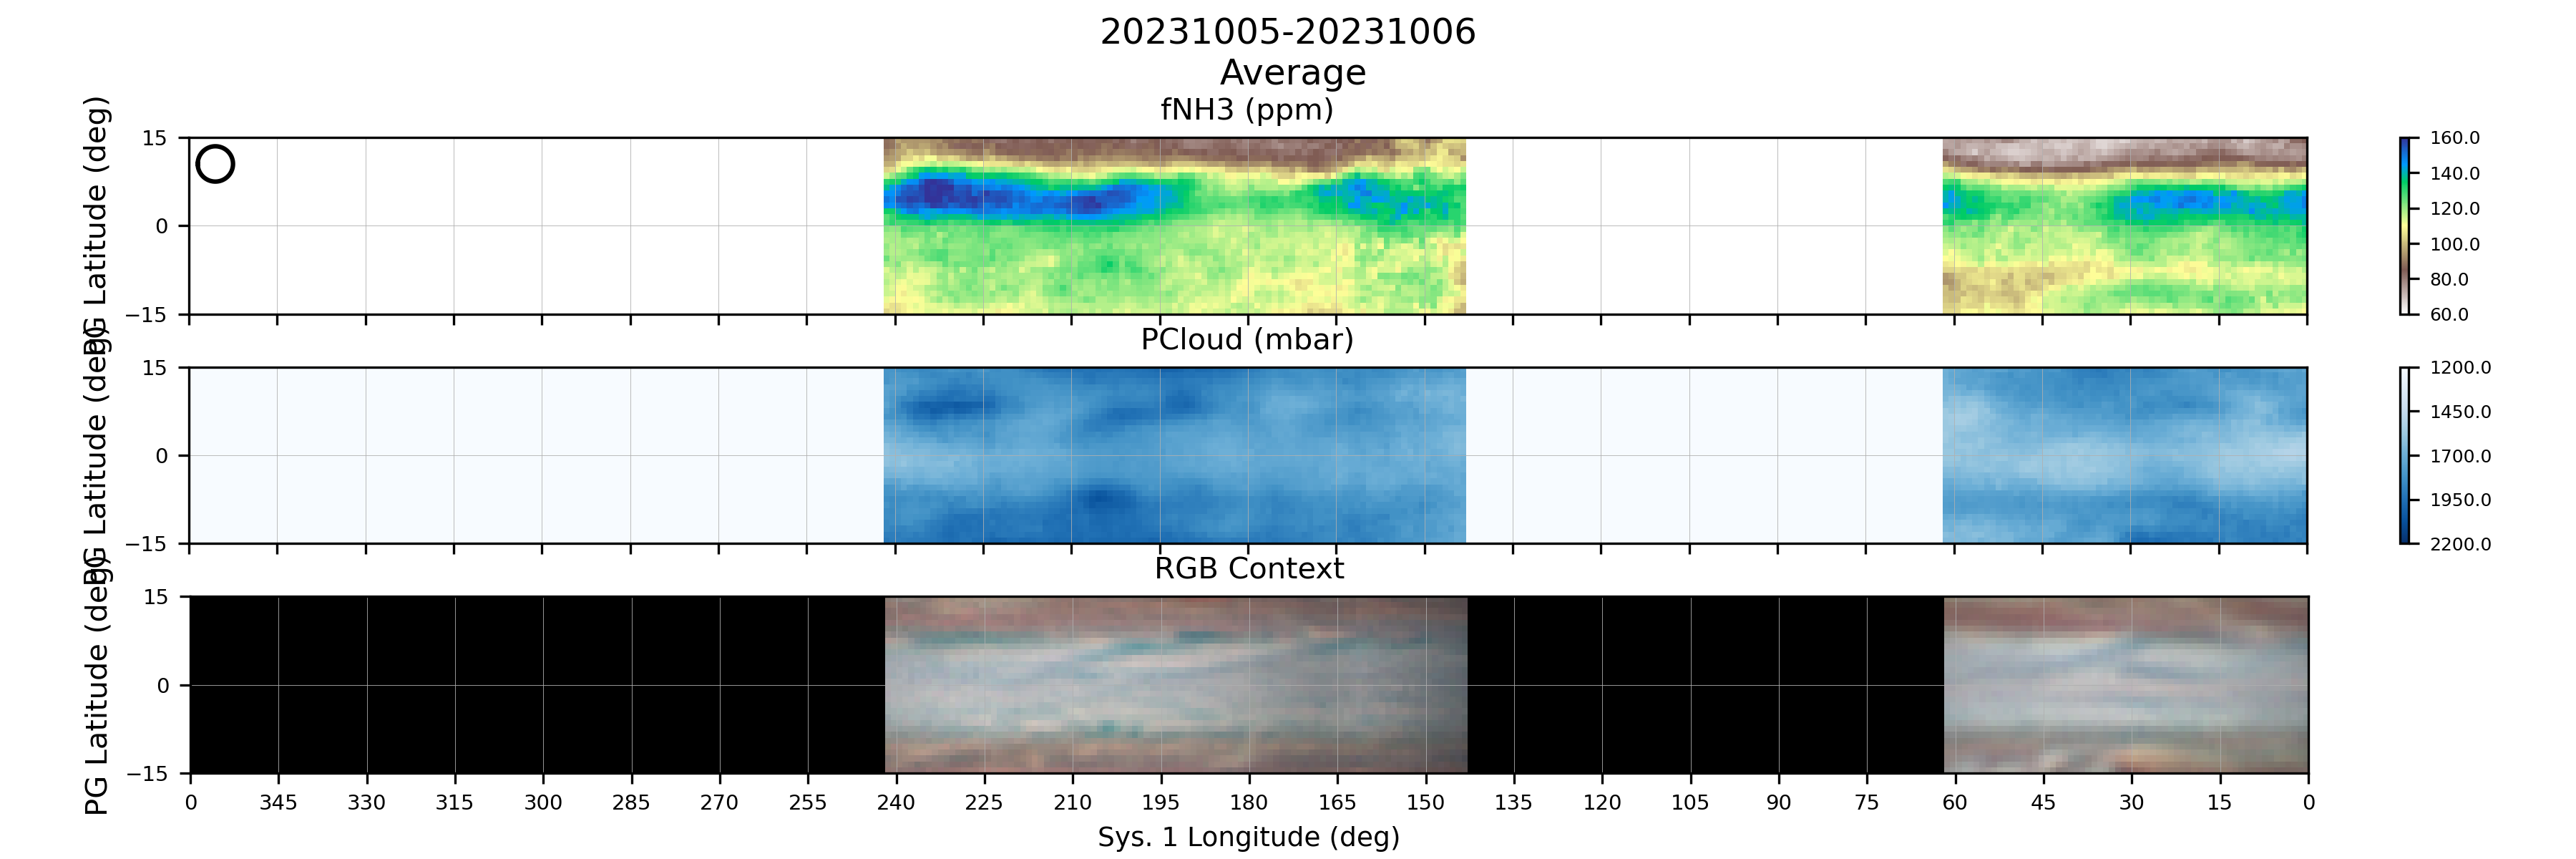 20231005-20231006
Average
fNH3 (ppm)
PG Latitude (deg)
15
0
−15
160.0
140.0
120.0
100.0
80.0
60.0
PCloud (mbar)
PG Latitude (deg)
15
0
−15
1200.0
1450.0
1700.0
1950.0
2200.0
RGB Context
PG Latitude (deg)
15
0
−15
0 345 330 315 300 285 270 255 240 225 210 195 180 165 150 135 120 105 90 75 60 45 30 15 0
Sys. 1 Longitude (deg)